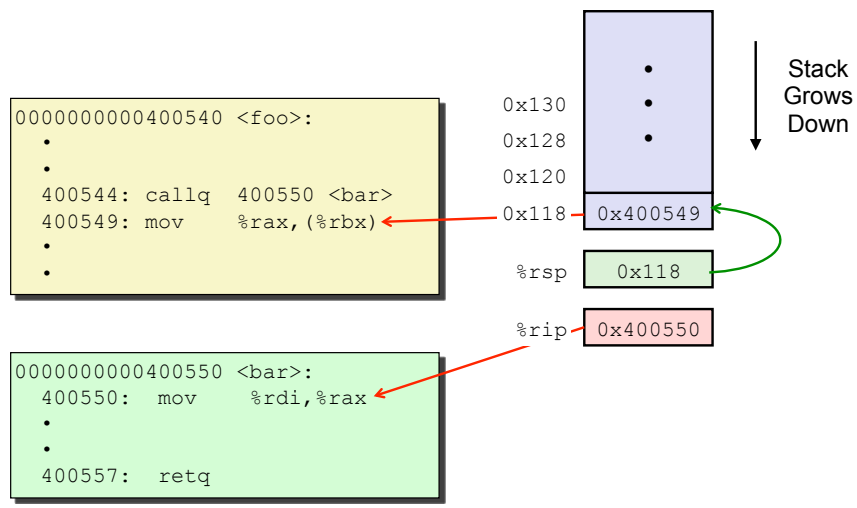 0000000000400540 <foo>:
•
•
400544: callq 400550 <bar>
400549: mov %rax,(%rbx)
•
•
0000000000400550 <bar>:
400550: mov %rdi,%rax
•
•
400557: retq
•
•
•
0x130
0x128
0x120
0x118 0x400549
%rsp 0x118
%rip 0x400550
Stack
Grows
Down